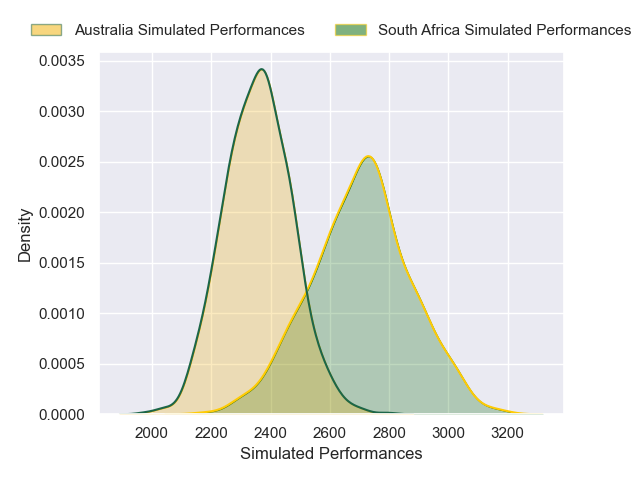 Australia Simulated Performances
South Africa Simulated Performances
0.0035
0.0030
0.0025
0.0020
0.0015
0.0010
0.0005
0.0000
Density
2000 2200 2400 2600 2800 3000 3200
Simulated Performances